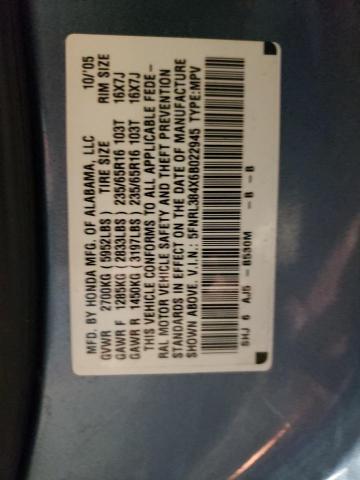 MFD. BY HONDA MFG. OF ALABAMA, LLC 10/'05
GVWR 2700KG (5952LBS) TIRE SIZE RIM SIZE
GAWR F 1285KG (2833LBS) 235/65R16 103T 16X7J
GAWR R 1450KG (3197LBS) 235/65R16 103T 16X7J
THIS VEHICLE CONFORMS TO ALL APPLICABLE FEDE-
RAL MOTOR VEHICLE SAFETY AND THEFT PREVENTION
STANDARDS IN EFFECT ON THE DATE OF MANUFACTURE
SHOWN ABOVE. V.I.N.: 5FNRL384X6B022945 TYPE:MPV
SHJ 6 AJ5 - B530M - B - B